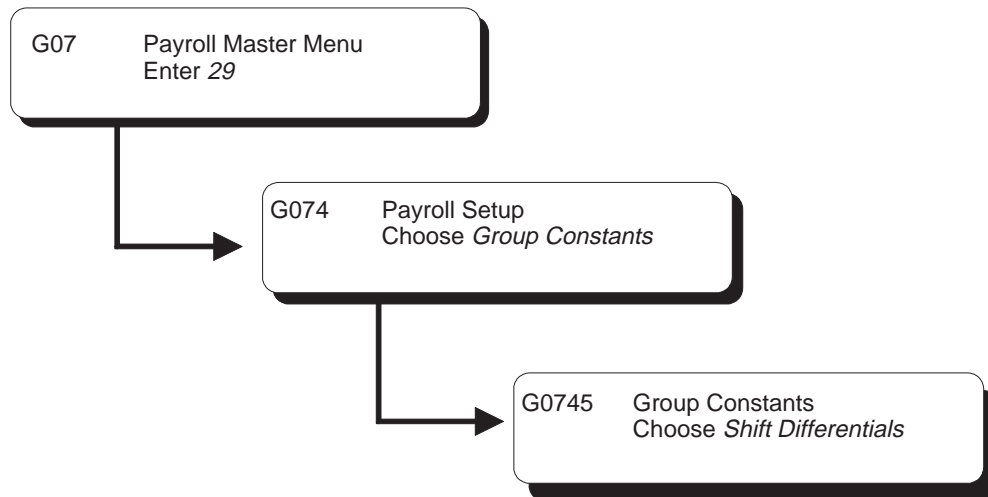 G07 Payroll Master Menu
Enter 29
G074 Payroll Setup
Choose Group Constants
G0745 Group Constants
Choose Shift Differentials